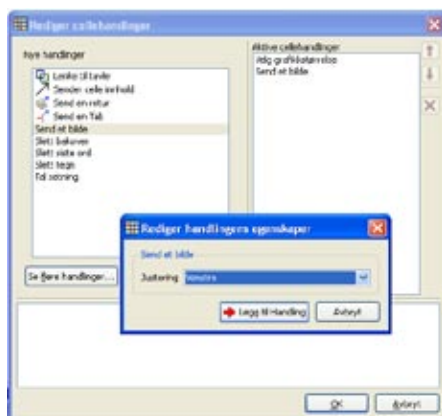 Rediger cellehandlinger
Nye handlinger
Lenke til tavle
Sender celle innhold
Send en retur
Send en Tab
Send et bilde
Slett bokaver
Slett siste ord
Slett tegn
Tal setning
Se flere handlinger...
Aktive cellehandlinger
Velg grafikkstørrelse
Send et bilde
Rediger handlingens egenskaper
Send et bilde
Justering
Venstre
Legg til Handling
Avbryt
OK
Avbryt